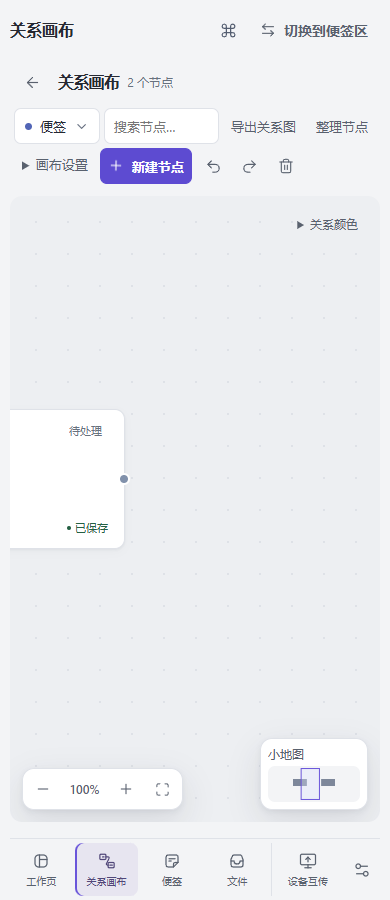 关系画布
切换到便签区
关系画布 2 个节点
便签 搜索节点... 导出关系图 整理节点
画布设置 新建节点
关系颜色
待处理
已保存
小地图
100%
工作页 关系画布 便签 文件 设备互传